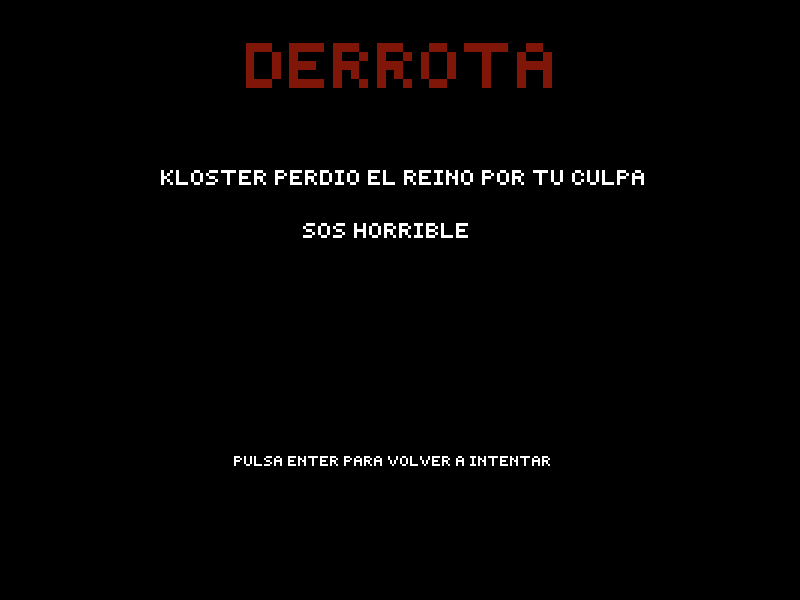 DERROTA
KLOSTER PERDIO EL REINO POR TU CULPA
SOS HORRIBLE
PULSA ENTER PARA VOLVER A INTENTAR